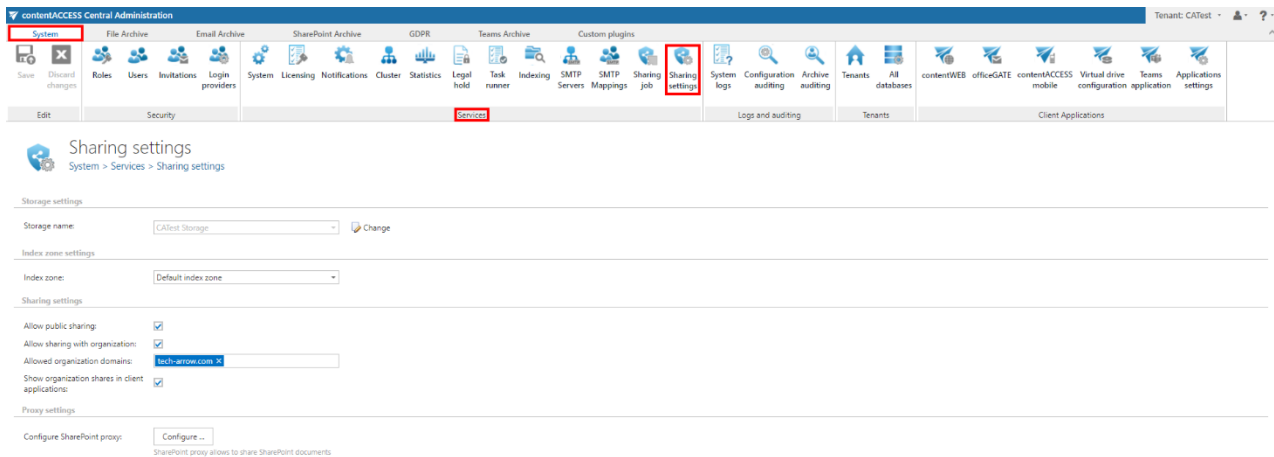 contentACCESS Central Administration
Tenant: CATest
System File Archive Email Archive SharePoint Archive GDPR Teams Archive Custom plugins
Save Discard changes Roles Users Invitations Login providers System Licensing Notifications Cluster Statistics Legal hold Task runner Indexing SMTP Servers SMTP Mappings Sharing job Sharing settings System logs Configuration auditing Archive auditing Tenants All databases contentWEB officeGATE contentACCESS mobile Virtual drive configuration Teams application Applications settings
Edit Security Services Logs and auditing Tenants Client Applications
Sharing settings
System > Services > Sharing settings
Storage settings
Storage name: CATest Storage Change
Index zone settings
Index zone: Default index zone
Sharing settings
Allow public sharing:
Allow sharing with organization:
Allowed organization domains: tech-arrow.com ×
Show organization shares in client
applications:
Proxy settings
Configure SharePoint proxy: Configure ...
SharePoint proxy allows to share SharePoint documents